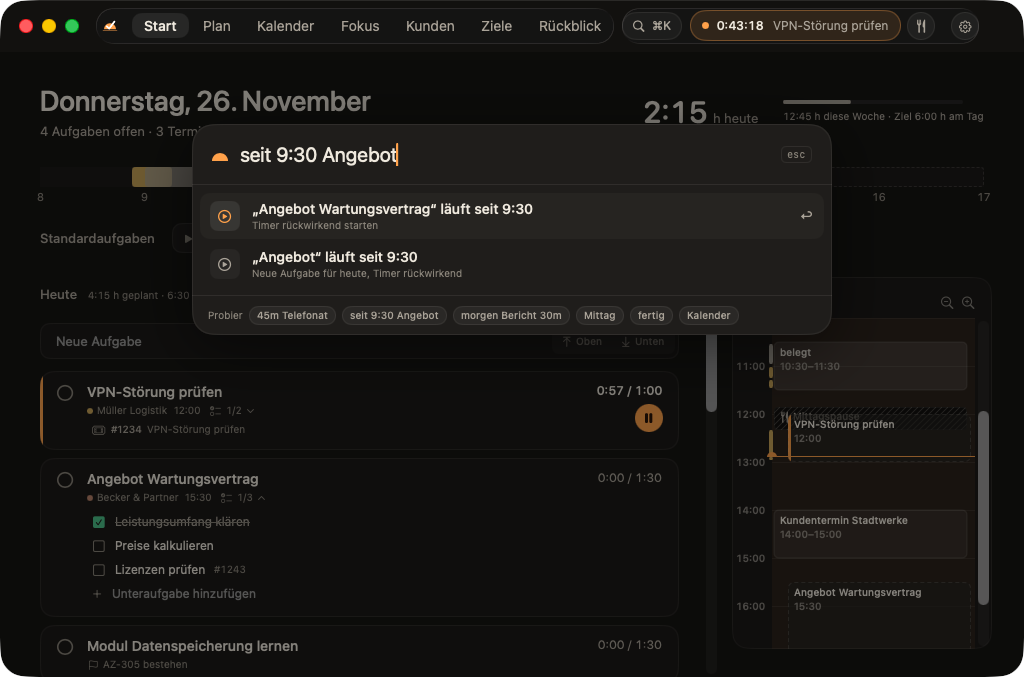 Start Plan Kalender Fokus Kunden Ziele Rückblick ⌘K 0:43:18 VPN-Störung prüfen
Donnerstag, 26. November
4 Aufgaben offen · 3 Termi
2:15 h heute
12:45 h diese Woche · Ziel 6:00 h am Tag
seit 9:30 Angebot
esc
„Angebot Wartungsvertrag“ läuft seit 9:30
Timer rückwirkend starten
„Angebot“ läuft seit 9:30
Neue Aufgabe für heute, Timer rückwirkend
Probier 45m Telefonat seit 9:30 Angebot morgen Bericht 30m Mittag fertig Kalender
8 9 16 17
Standardaufgaben
Heute 4:15 h geplant · 6:30
Neue Aufgabe Oben Unten
VPN-Störung prüfen 0:57 / 1:00
Müller Logistik 12:00 1/2
#1234 VPN-Störung prüfen
Angebot Wartungsvertrag 0:00 / 1:30
Becker & Partner 15:30 1/3
Leistungsumfang klären
Preise kalkulieren
Lizenzen prüfen #1243
Unteraufgabe hinzufügen
Modul Datenspeicherung lernen 0:00 / 1:30
AZ-305 bestehen
belegt
11:00 10:30–11:30
12:00 Mittagspause
VPN-Störung prüfen
12:00
13:00
14:00
Kundentermin Stadtwerke
14:00–15:00
15:00
Angebot Wartungsvertrag
16:00 15:30